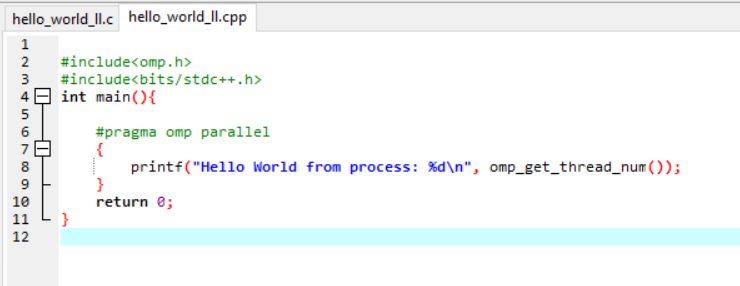 hello_world_ll.c hello_world_ll.cpp
1
2 #include<omp.h>
3 #include<bits/stdc++.h>
4 int main(){
5
6 #pragma omp parallel
7 {
8 printf("Hello World from process: %d\n", omp_get_thread_num());
9 }
10 return 0;
11 }
12